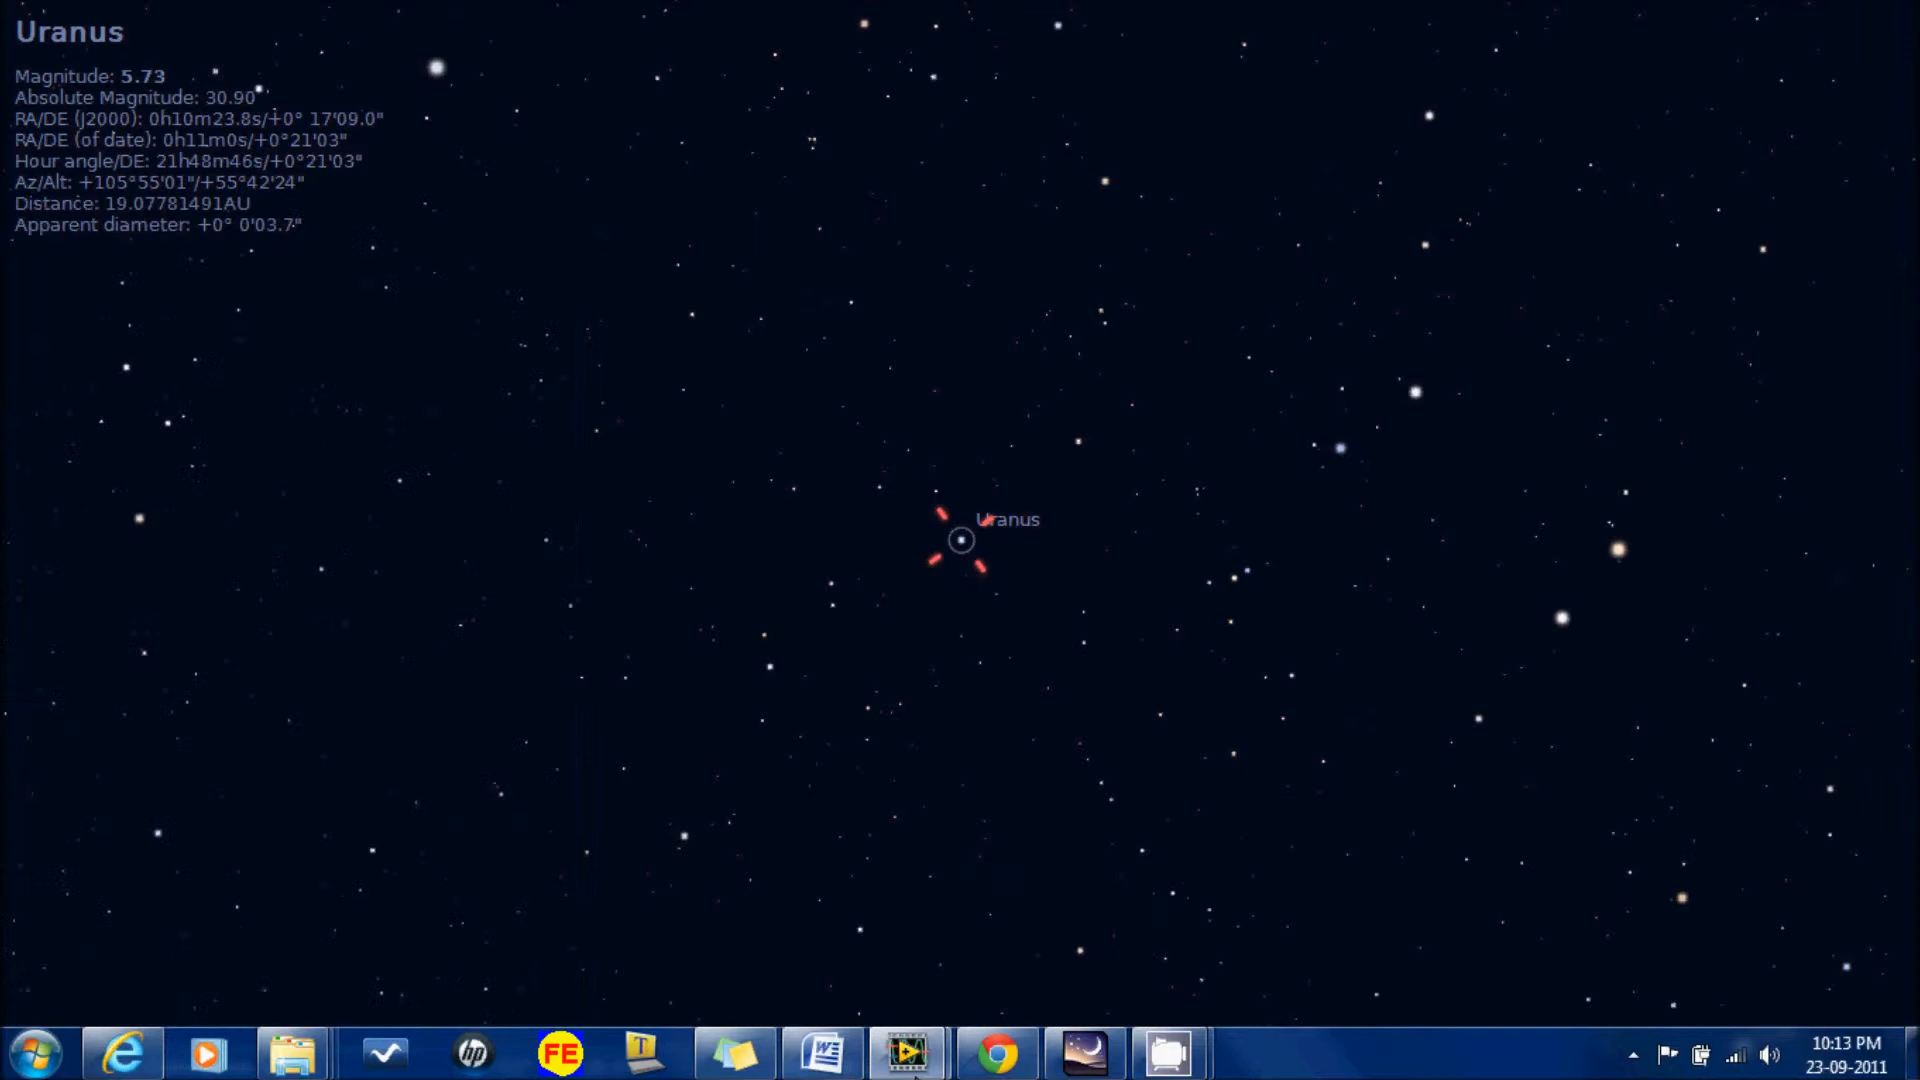 Uranus
Magnitude: 5.73
Absolute Magnitude: 30.90
RA/DE (J2000): 0h10m23.8s/+0° 17'09.0"
RA/DE (of date): 0h11m0s/+0°21'03"
Hour angle/DE: 21h48m46s/+0°21'03"
Az/Alt: +105°55'01"/+55°42'24"
Distance: 19.07781491AU
Apparent diameter: +0° 0'03.7"
Uranus
hp
FE
T
W
10:13 PM
23-09-2011